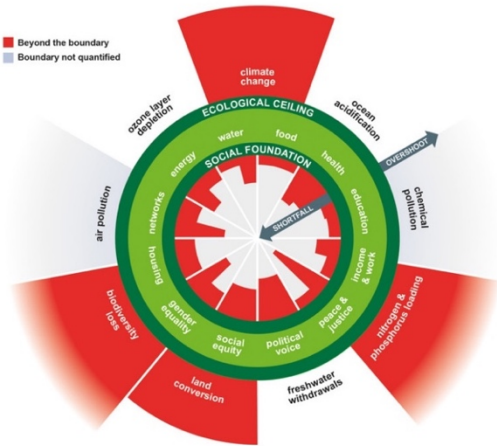 Beyond the boundary
Boundary not quantified
climate
change
ozone layer
depletion
ocean
acidification
ECOLOGICAL CEILING
OVERSHOOT
water
food
energy
health
SOCIAL FOUNDATION
SHORTFALL
air pollution
networks
education
chemical
pollution
housing
income
& work
gender
equality
peace &
justice
social
equity
political
voice
biodiversity
loss
nitrogen &
phosphorus loading
land
conversion
freshwater
withdrawals